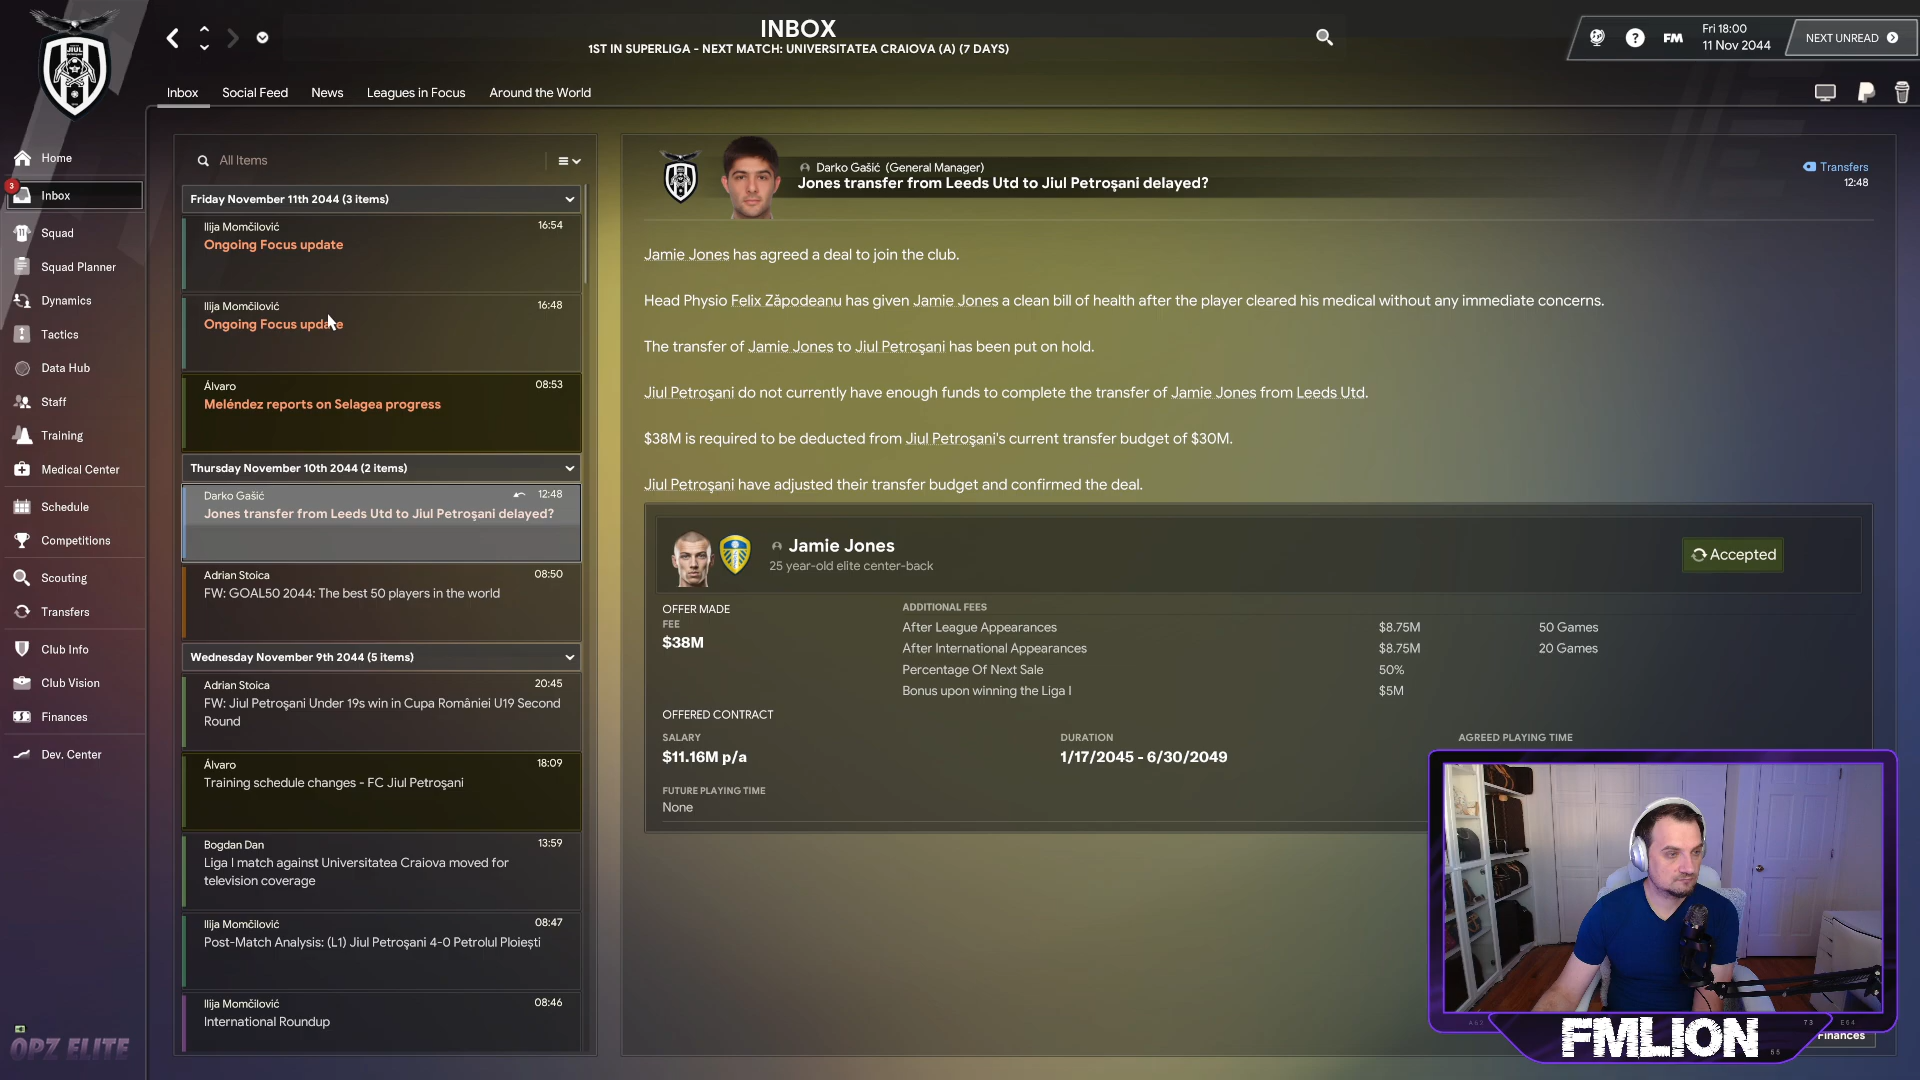 INBOX
1ST IN SUPERLIGA - NEXT MATCH: UNIVERSITATEA CRAIOVA (A) (7 DAYS)
FM
Fri 18:00
11 Nov 2044
NEXT UNREAD
Inbox Social Feed News Leagues in Focus Around the World
Home
3
Inbox
Squad
Squad Planner
Dynamics
Tactics
Data Hub
Staff
Training
Medical Center
Schedule
Competitions
Scouting
Transfers
Club Info
Club Vision
Finances
Dev. Center
OPZ ELITE
All Items
Friday November 11th 2044 (3 items)
Ilija Momčilović 16:54
Ongoing Focus update
Ilija Momčilović 16:48
Ongoing Focus update
Álvaro 08:53
Meléndez reports on Selagea progress
Thursday November 10th 2044 (2 items)
Darko Gašić 12:48
Jones transfer from Leeds Utd to Jiul Petroşani delayed?
Adrian Stoica 08:50
FW: GOAL50 2044: The best 50 players in the world
Wednesday November 9th 2044 (5 items)
Adrian Stoica 20:45
FW: Jiul Petroşani Under 19s win in Cupa României U19 Second
Round
Álvaro 18:09
Training schedule changes - FC Jiul Petroşani
Bogdan Dan 13:59
Liga I match against Universitatea Craiova moved for
television coverage
Ilija Momčilović 08:47
Post-Match Analysis: (L1) Jiul Petroşani 4-0 Petrolul Ploieşti
Ilija Momčilović 08:46
International Roundup
Darko Gašić (General Manager)
Jones transfer from Leeds Utd to Jiul Petroşani delayed?
Transfers
12:48
Jamie Jones has agreed a deal to join the club.
Head Physio Felix Zăpodeanu has given Jamie Jones a clean bill of health after the player cleared his medical without any immediate concerns.
The transfer of Jamie Jones to Jiul Petroşani has been put on hold.
Jiul Petroşani do not currently have enough funds to complete the transfer of Jamie Jones from Leeds Utd.
$38M is required to be deducted from Jiul Petroşani's current transfer budget of $30M.
Jiul Petroşani have adjusted their transfer budget and confirmed the deal.
Jamie Jones
25 year-old elite center-back
Accepted
OFFER MADE
FEE
$38M
ADDITIONAL FEES
After League Appearances $8.75M 50 Games
After International Appearances $8.75M 20 Games
Percentage Of Next Sale 50%
Bonus upon winning the Liga I $5M
OFFERED CONTRACT
SALARY
$11.16M p/a
DURATION
1/17/2045 - 6/30/2049
AGREED PLAYING TIME
FUTURE PLAYING TIME
None
FMLION
Finances